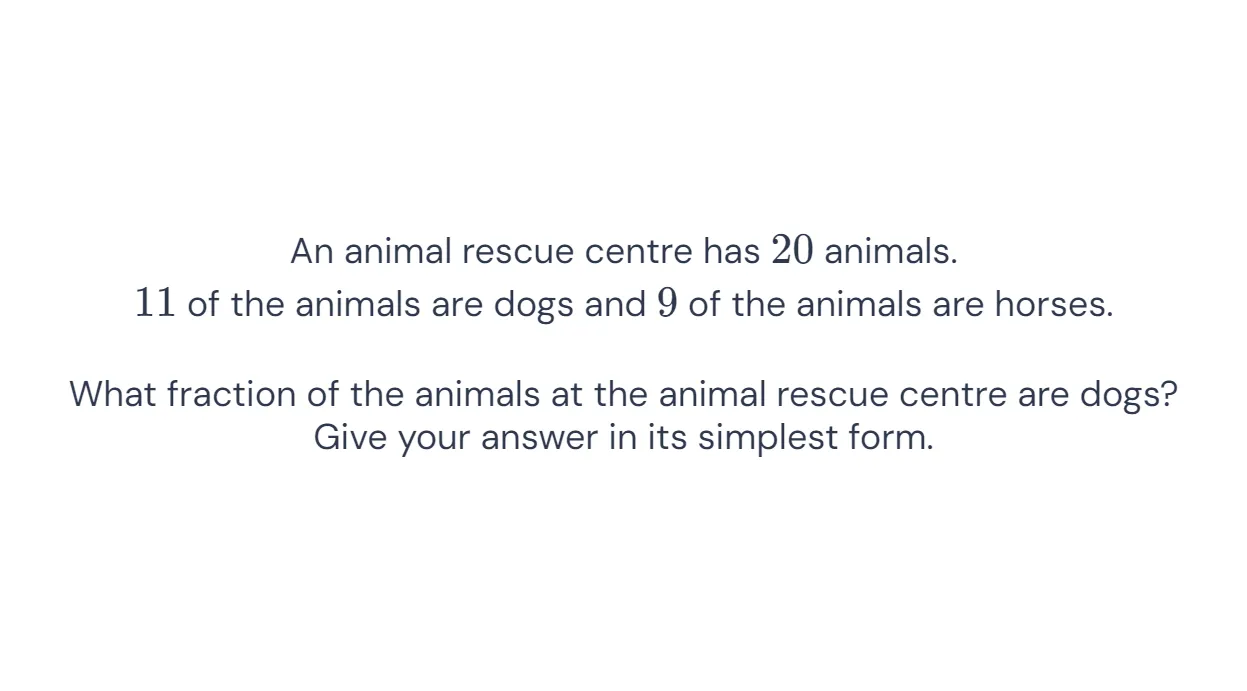 An animal rescue centre has 20 animals.
11 of the animals are dogs and 9 of the animals are horses.
What fraction of the animals at the animal rescue centre are dogs?
Give your answer in its simplest form.